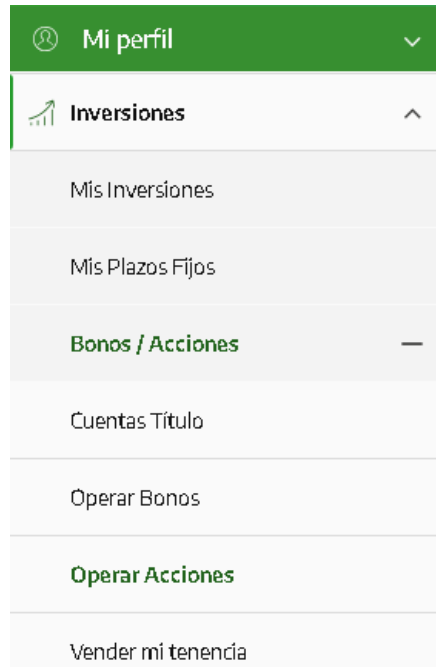 Mi perfil
Inversiones
Mis Inversiones
Mis Plazos Fijos
Bonos / Acciones
Cuentas Título
Operar Bonos
Operar Acciones
Vender mi tenencia